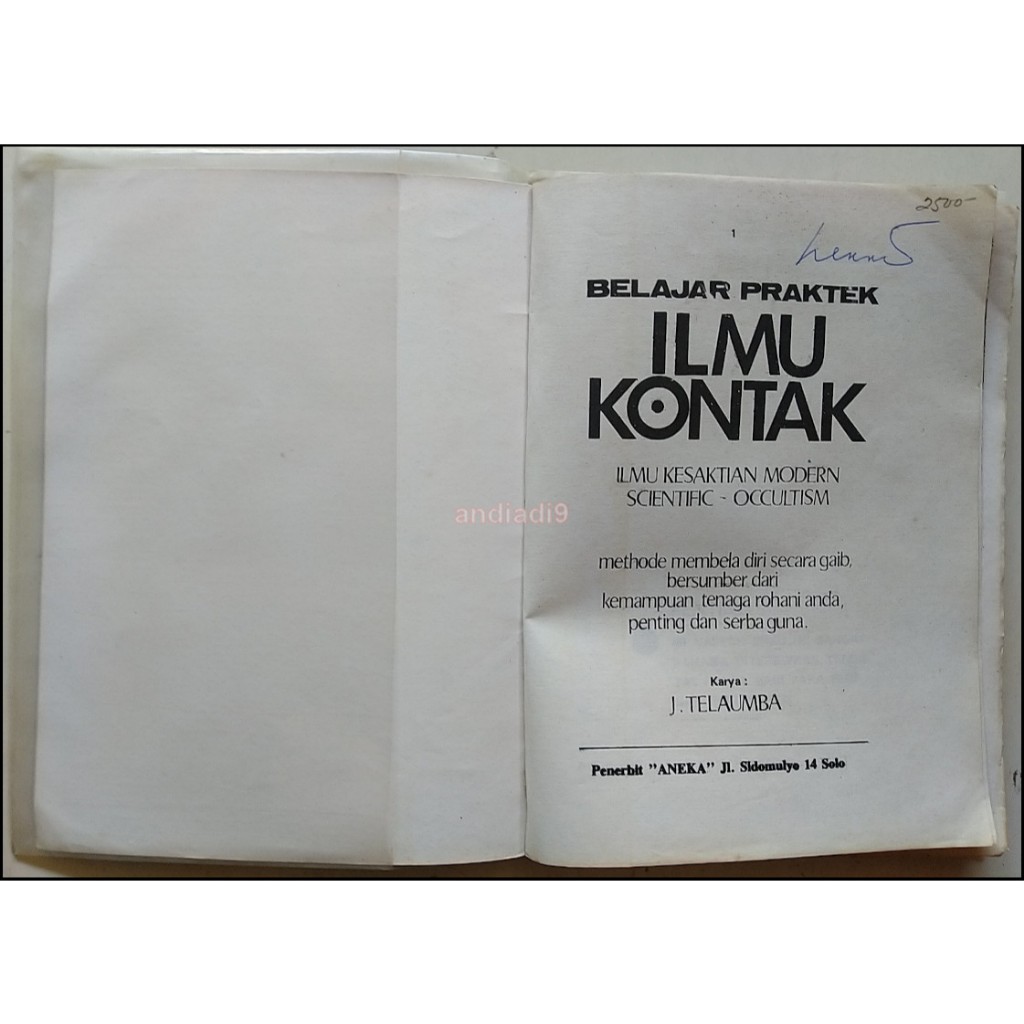 2500-
1
BELAJAR PRAKTEK
ILMU
KONTAK
ILMU KESAKTIAN MODERN
SCIENTIFIC - OCCULTISM
andiadi9
methode membela diri secara gaib,
bersumber dari
kemampuan tenaga rohani anda,
penting dan serba guna.
Karya :
J. TELAUMBA
Penerbit "ANEKA" Jl. Sidomulyo 14 Solo